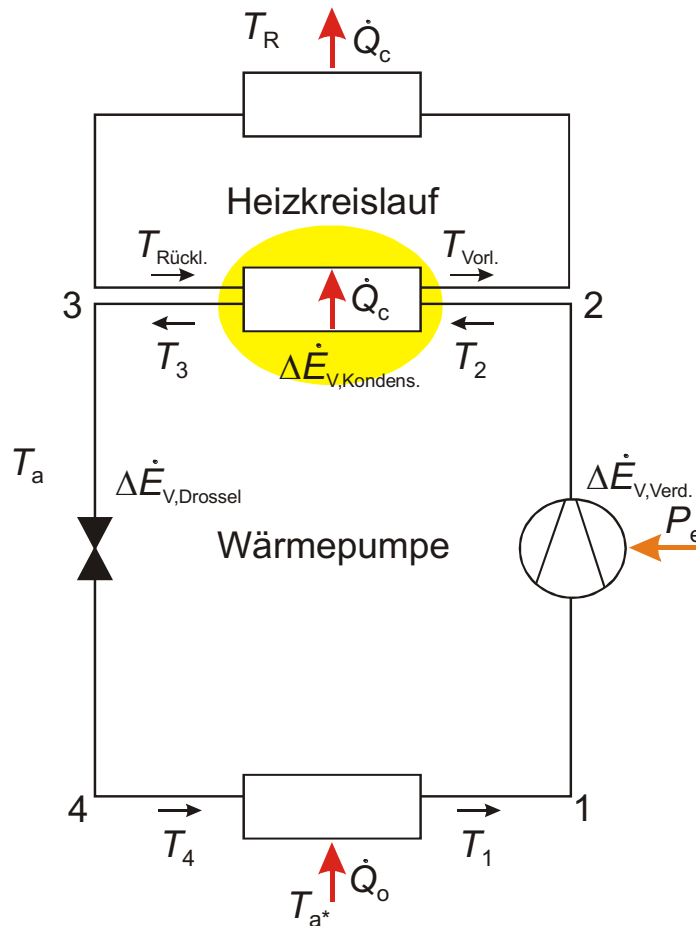 T_R Q̇_c
Heizkreislauf
T_Rückl. T_Vorl.
3 Q̇_c 2
T_3 ΔĖ_V,Kondens. T_2
T_a
ΔĖ_V,Drossel ΔĖ_V,Verd.
Wärmepumpe P_e
4 1
T_4 T_1
T_a* Q̇_o